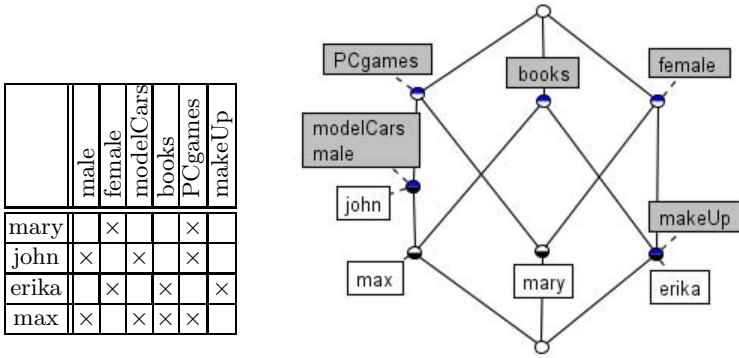 male
female
modelCars
books
PCgames
makeUp
mary × ×
john × × ×
erika × × ×
max × × × ×
PCgames
books
female
modelCars
male
john
makeUp
max
mary
erika